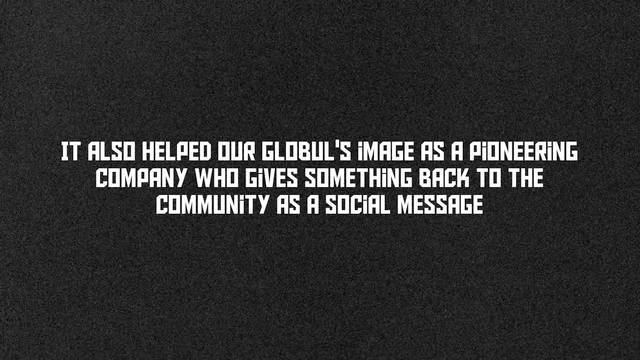 IT ALSO HELPED OUR GLOBUL'S IMAGE AS A PIONEERING
COMPANY WHO GIVES SOMETHING BACK TO THE
COMMUNITY AS A SOCIAL MESSAGE